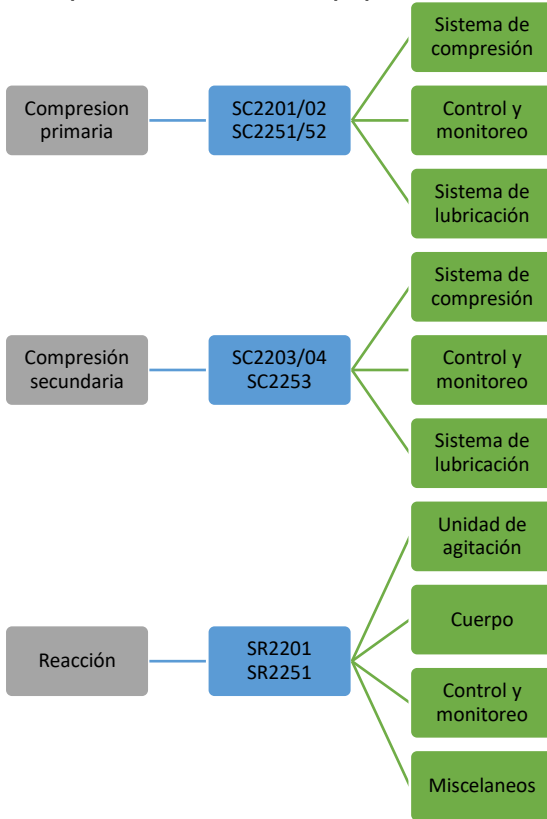 Sistema de
compresión
Compresion
primaria
SC2201/02
SC2251/52
Control y
monitoreo
Sistema de
lubricación
Sistema de
compresión
Compresión
secundaria
SC2203/04
SC2253
Control y
monitoreo
Sistema de
lubricación
Unidad de
agitación
Cuerpo
Reacción
SR2201
SR2251
Control y
monitoreo
Miscelaneos